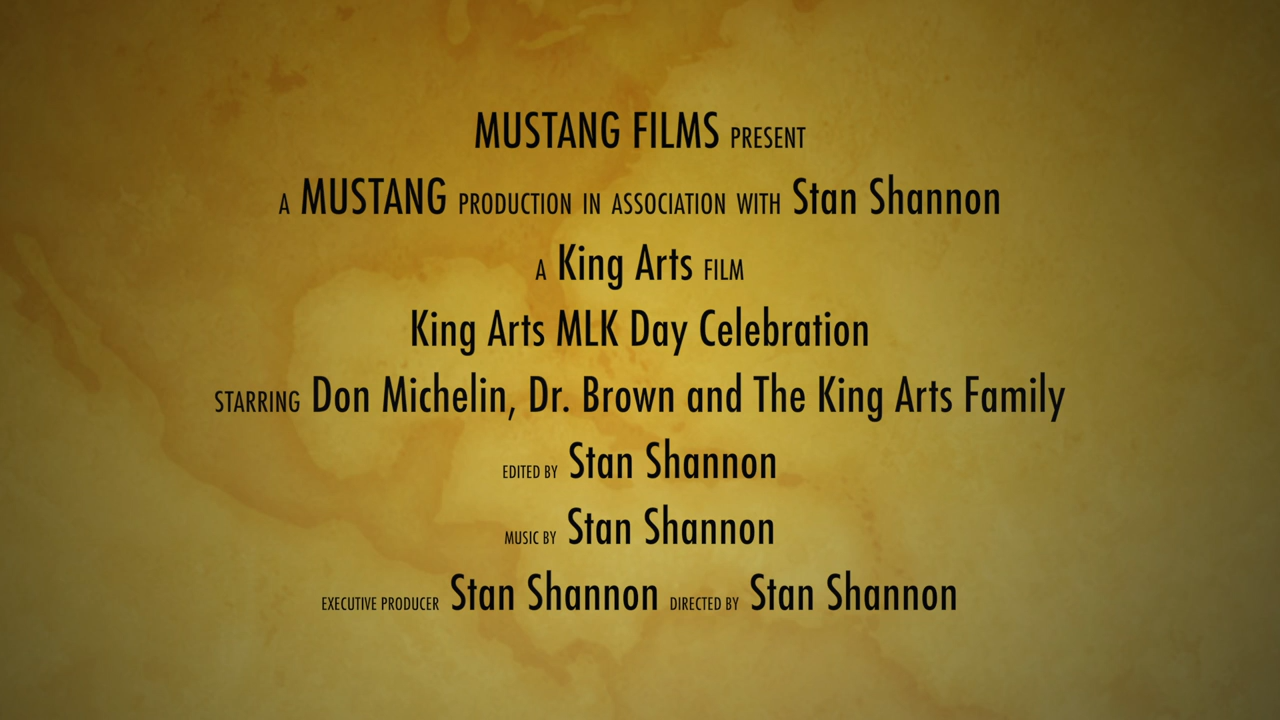 MUSTANG FILMS PRESENT
A MUSTANG PRODUCTION IN ASSOCIATION WITH Stan Shannon
A King Arts FILM
King Arts MLK Day Celebration
STARRING Don Michelin, Dr. Brown and The King Arts Family
EDITED BY Stan Shannon
MUSIC BY Stan Shannon
EXECUTIVE PRODUCER Stan Shannon DIRECTED BY Stan Shannon